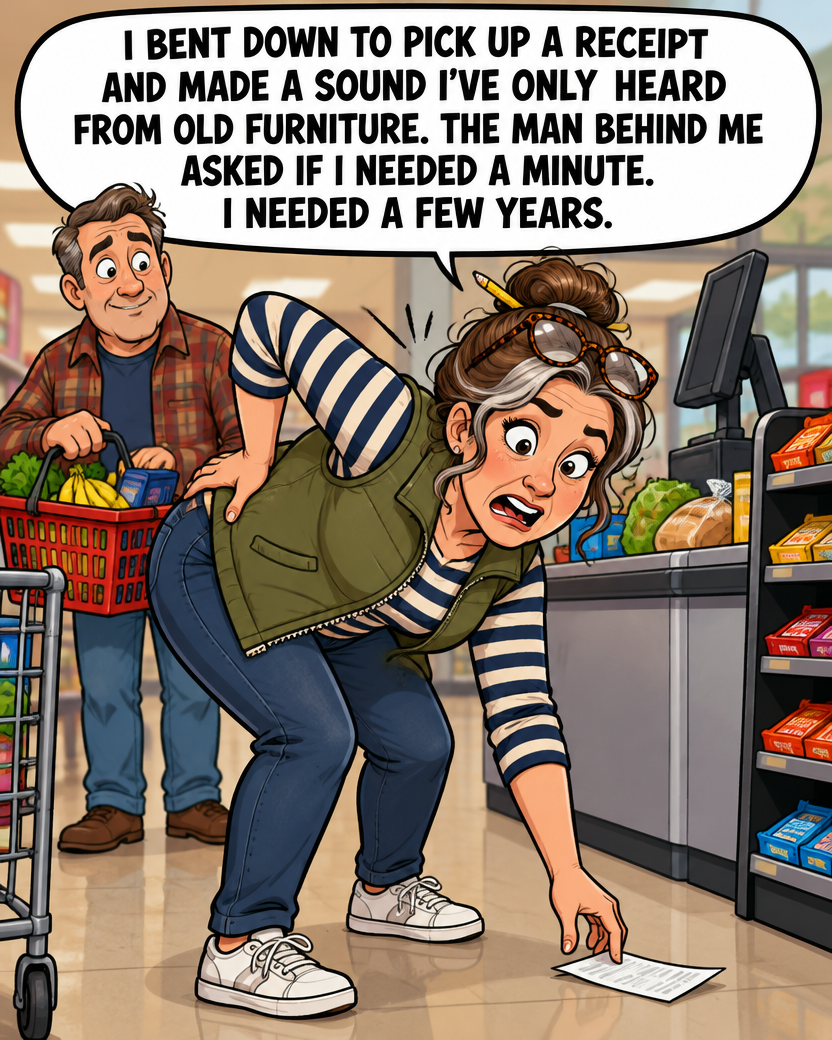 I BENT DOWN TO PICK UP A RECEIPT
AND MADE A SOUND I'VE ONLY HEARD
FROM OLD FURNITURE. THE MAN BEHIND ME
ASKED IF I NEEDED A MINUTE.
I NEEDED A FEW YEARS.